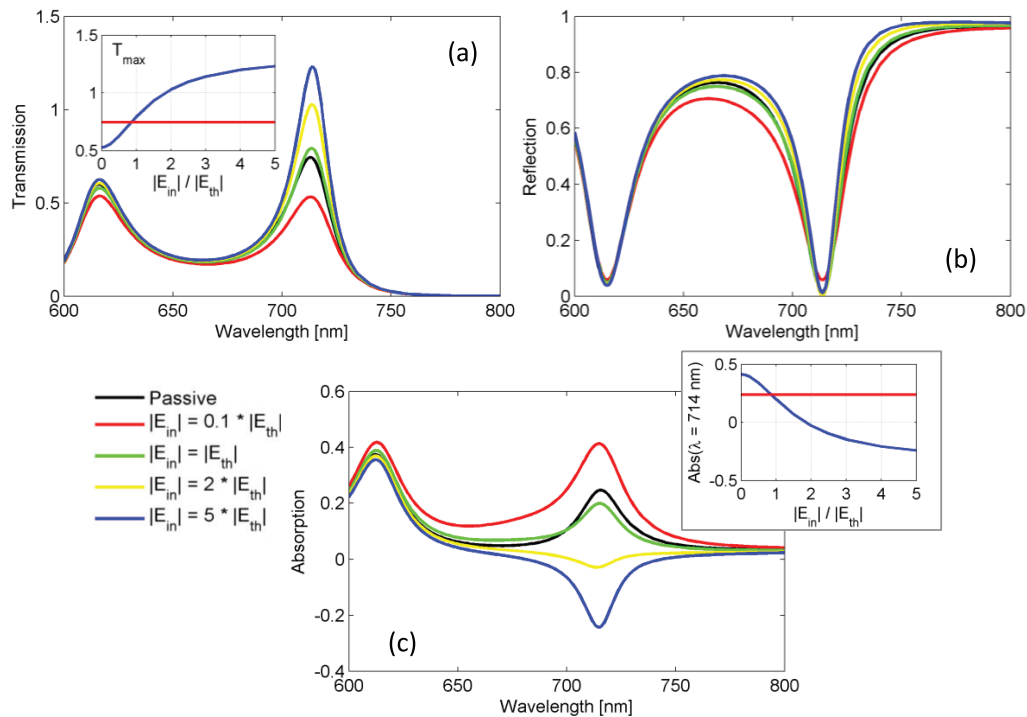 1.5
1
0.5
0
600
650
700
750
800
Transmission
Wavelength [nm]
(a)
1.5
1
0.5
0
1
2
3
4
5
T_max
|E_in| / |E_th|
1
0.8
0.6
0.4
0.2
0
600
650
700
750
800
Reflection
Wavelength [nm]
(b)
Passive
|E_in| = 0.1 * |E_th|
|E_in| = |E_th|
|E_in| = 2 * |E_th|
|E_in| = 5 * |E_th|
0.6
0.4
0.2
0
-0.2
-0.4
600
650
700
750
800
Absorption
Wavelength [nm]
(c)
0.5
0
-0.5
0
1
2
3
4
5
Abs(λ = 714 nm)
|E_in| / |E_th|